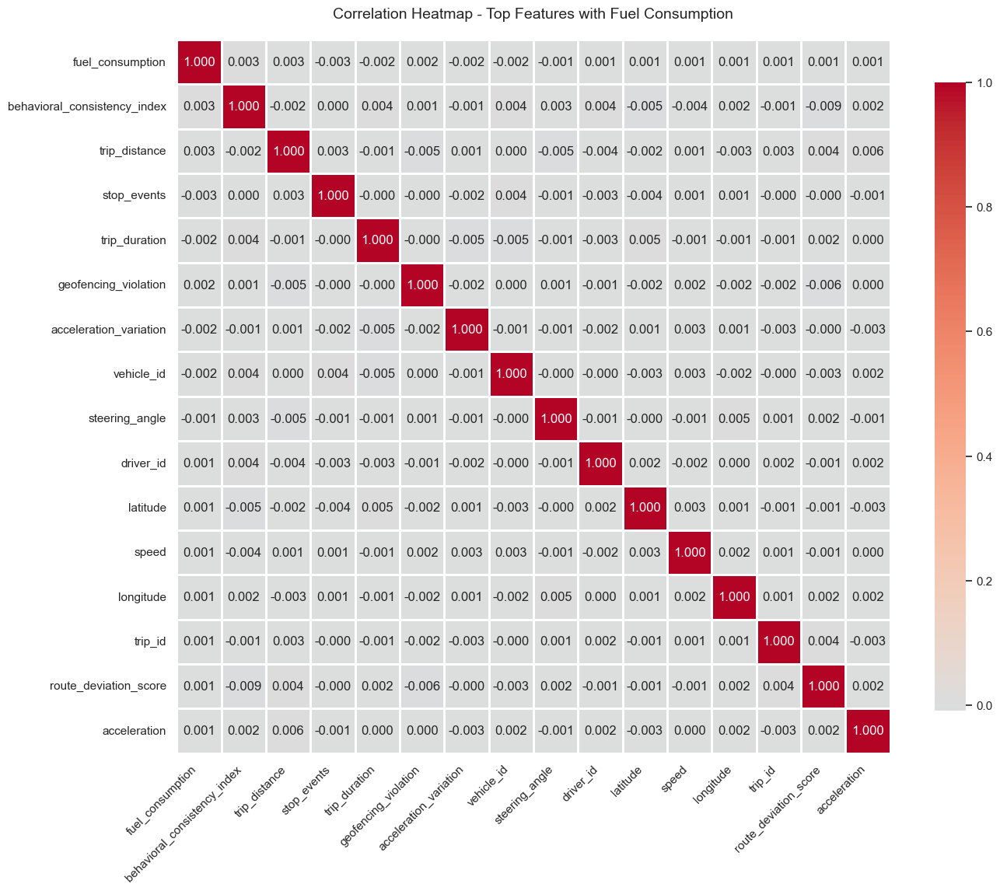 Correlation Heatmap - Top Features with Fuel Consumption
fuel_consumption 1.000 0.003 0.003 -0.003 -0.002 0.002 -0.002 -0.002 -0.001 0.001 0.001 0.001 0.001 0.001 0.001 0.001
behavioral_consistency_index 0.003 1.000 -0.002 0.000 0.004 0.001 -0.001 0.004 0.003 0.004 -0.005 -0.004 0.002 -0.001 -0.009 0.002
trip_distance 0.003 -0.002 1.000 0.003 -0.001 -0.005 0.001 0.000 -0.005 -0.004 -0.002 0.001 -0.003 0.003 0.004 0.006
stop_events -0.003 0.000 0.003 1.000 -0.000 -0.000 -0.002 0.004 -0.001 -0.003 -0.004 0.001 0.001 -0.000 -0.000 -0.001
trip_duration -0.002 0.004 -0.001 -0.000 1.000 -0.000 -0.005 -0.005 -0.001 -0.003 0.005 -0.001 -0.001 -0.001 0.002 0.000
geofencing_violation 0.002 0.001 -0.005 -0.000 -0.000 1.000 -0.002 0.000 0.001 -0.001 -0.002 0.002 -0.002 -0.002 -0.006 0.000
acceleration_variation -0.002 -0.001 0.001 -0.002 -0.005 -0.002 1.000 -0.001 -0.001 -0.002 0.001 0.003 0.001 -0.003 -0.000 -0.003
vehicle_id -0.002 0.004 0.000 0.004 -0.005 0.000 -0.001 1.000 -0.000 -0.000 -0.003 0.003 -0.002 -0.000 -0.003 0.002
steering_angle -0.001 0.003 -0.005 -0.001 -0.001 0.001 -0.001 -0.000 1.000 -0.001 -0.000 -0.001 0.005 0.001 0.002 -0.001
driver_id 0.001 0.004 -0.004 -0.003 -0.003 -0.001 -0.002 -0.000 -0.001 1.000 0.002 -0.002 0.000 0.002 -0.001 0.002
latitude 0.001 -0.005 -0.002 -0.004 0.005 -0.002 0.001 -0.003 -0.000 0.002 1.000 0.003 0.001 -0.001 -0.001 -0.003
speed 0.001 -0.004 0.001 0.001 -0.001 0.002 0.003 0.003 -0.001 -0.002 0.003 1.000 0.002 0.001 -0.001 0.000
longitude 0.001 0.002 -0.003 0.001 -0.001 -0.002 0.001 -0.002 0.005 0.000 0.001 0.002 1.000 0.001 0.002 0.002
trip_id 0.001 -0.001 0.003 -0.000 -0.001 -0.002 -0.003 -0.000 0.001 0.002 -0.001 0.001 0.001 1.000 0.004 -0.003
route_deviation_score 0.001 -0.009 0.004 -0.000 0.002 -0.006 -0.000 -0.003 0.002 -0.001 -0.001 -0.001 0.002 0.004 1.000 0.002
acceleration 0.001 0.002 0.006 -0.001 0.000 0.000 -0.003 0.002 -0.001 0.002 -0.003 0.000 0.002 -0.003 0.002 1.000
fuel_consumption
behavioral_consistency_index
trip_distance
stop_events
trip_duration
geofencing_violation
acceleration_variation
vehicle_id
steering_angle
driver_id
latitude
speed
longitude
trip_id
route_deviation_score
acceleration
1.0
0.8
0.6
0.4
0.2
0.0